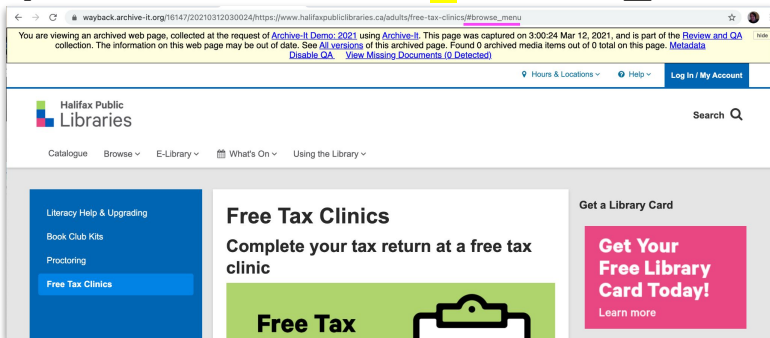 wayback.archive-it.org/16147/20210312030024/https://www.halifaxpubliclibraries.ca/adults/free-tax-clinics/#browse_menu
You are viewing an archived web page, collected at the request of Archive-It Demo: 2021 using Archive-It. This page was captured on 3:00:24 Mar 12, 2021, and is part of the Review and QA
hide
collection. The information on this web page may be out of date. See All versions of this archived page. Found 0 archived media items out of 0 total on this page. Metadata
Disable QA View Missing Documents (0 Detected)
Hours & Locations
Help
Log In / My Account
Halifax Public
Libraries
Search
Catalogue
Browse
E-Library
What's On
Using the Library
Literacy Help & Upgrading
Book Club Kits
Proctoring
Free Tax Clinics
Free Tax Clinics
Complete your tax return at a free tax
clinic
Free Tax
Get a Library Card
Get Your
Free Library
Card Today!
Learn more